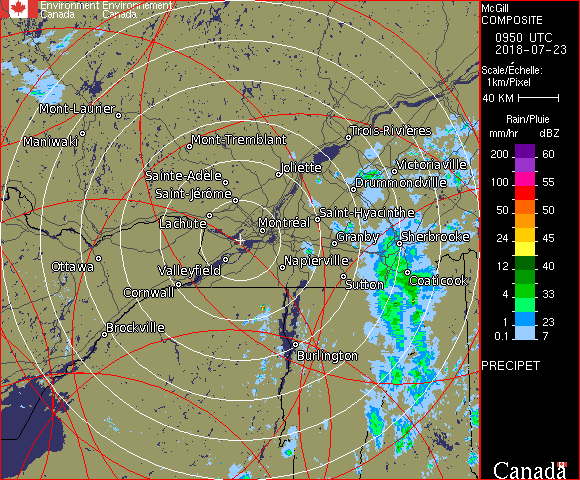 Environment Environnement
Canada Canada
McGill
COMPOSITE
0950 UTC
2018-07-23
Scale/Échelle:
1km/Pixel
40 KM
Rain/Pluie
mm/hr dBZ
200 60
100 55
50 50
24 45
12 40
4 33
2 23
0.1 7
PRECIPET
Canada
Mont-Laurier
Maniwaki
Mont-Tremblant
Trois-Rivières
Joliette
Victoriaville
Sainte-Adèle
Drummondville
Saint-Jérôme
Lachute
Saint-Hyacinthe
Montréal
Granby
Sherbrooke
Ottawa
Valleyfield
Napierville
Cornwall
Sutton
Coaticook
Brockville
Burlington